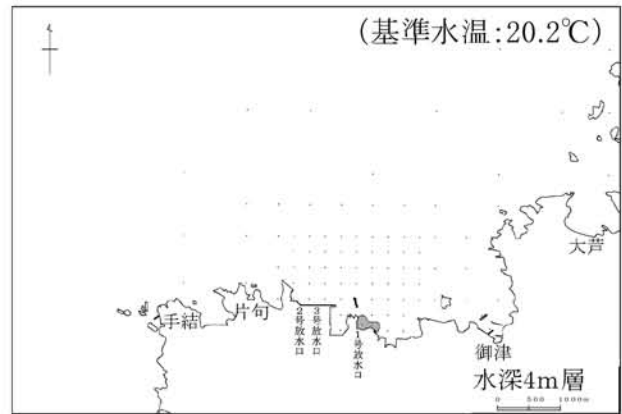 (基準水温:20.2℃)
大芦
手結
片句
2号放水口
3号放水口
1号放水口
御津
水深4m層
0 500 1000m